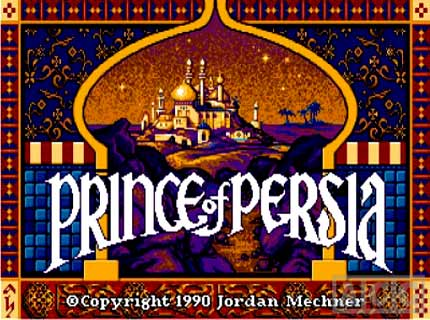 PRINCE of PERSIA
©Copyright 1990 Jordan Mechner